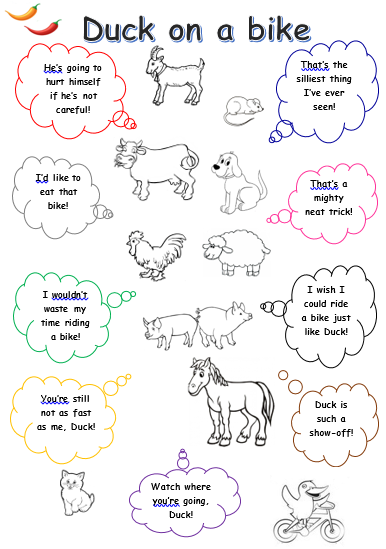 Duck on a bike
He's going to
hurt himself
if he's not
careful!
That's the
silliest thing
I've ever
seen!
I'd like to
eat that
bike!
That's a
mighty
neat trick!
I wouldn't
waste my
time riding
a bike!
I wish I
could ride
a bike just
like Duck!
You're still
not as fast
as me, Duck!
Duck is
such a
show-off!
Watch where
you're going,
Duck!